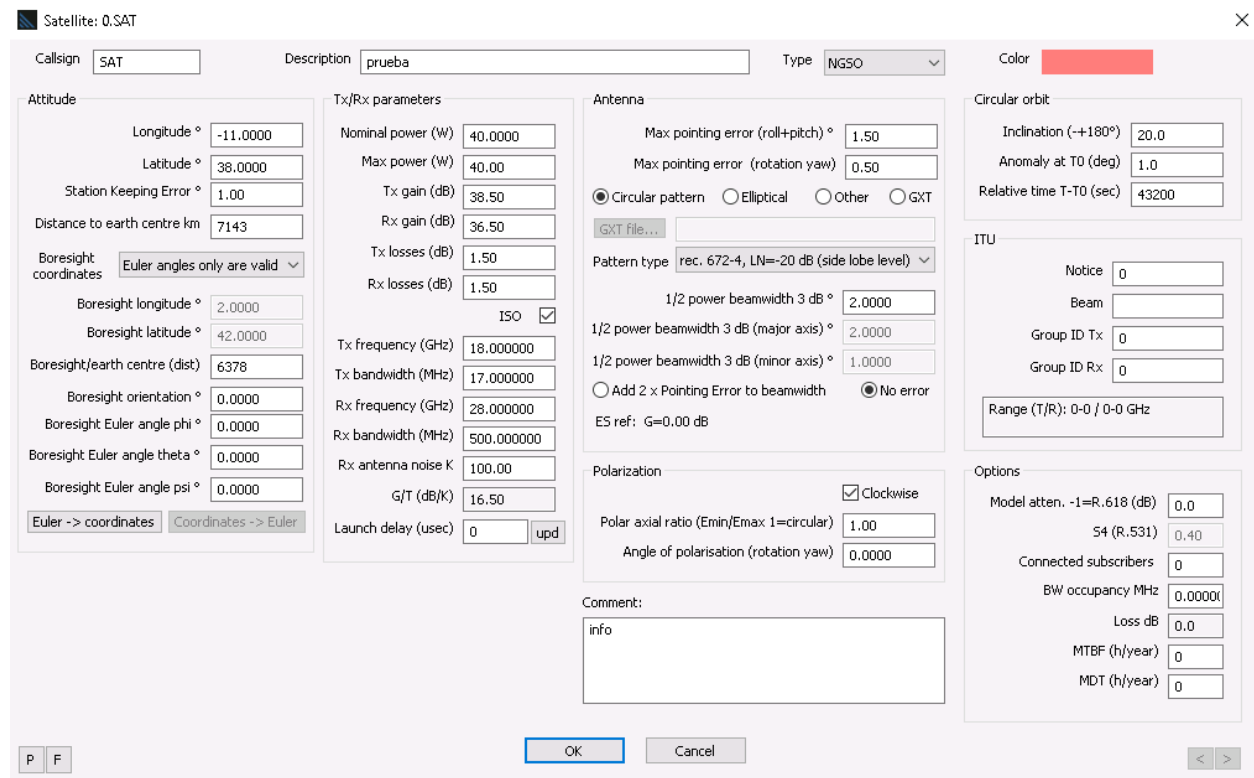 Satellite: 0.SAT
Callsign SAT Description prueba Type NGSO Color
Attitude
Longitude ° -11.0000
Latitude ° 38.0000
Station Keeping Error ° 1.00
Distance to earth centre km 7143
Boresight coordinates Euler angles only are valid
Boresight longitude ° 2.0000
Boresight latitude ° 42.0000
Boresight/earth centre (dist) 6378
Boresight orientation ° 0.0000
Boresight Euler angle phi ° 0.0000
Boresight Euler angle theta ° 0.0000
Boresight Euler angle psi ° 0.0000
Euler -> coordinates Coordinates -> Euler
Tx/Rx parameters
Nominal power (W) 40.0000
Max power (W) 40.00
Tx gain (dB) 38.50
Rx gain (dB) 36.50
Tx losses (dB) 1.50
Rx losses (dB) 1.50
ISO
Tx frequency (GHz) 18.000000
Tx bandwidth (MHz) 17.000000
Rx frequency (GHz) 28.000000
Rx bandwidth (MHz) 500.000000
Rx antenna noise K 100.00
G/T (dB/K) 16.50
Launch delay (usec) 0 upd
Antenna
Max pointing error (roll+pitch) ° 1.50
Max pointing error (rotation yaw) 0.50
Circular pattern Elliptical Other GXT
GXT file...
Pattern type rec. 672-4, LN=-20 dB (side lobe level)
1/2 power beamwidth 3 dB ° 2.0000
1/2 power beamwidth 3 dB (major axis) ° 2.0000
1/2 power beamwidth 3 dB (minor axis) ° 1.0000
Add 2 x Pointing Error to beamwidth No error
ES ref: G=0.00 dB
Polarization
Clockwise
Polar axial ratio (Emin/Emax 1=circular) 1.00
Angle of polarisation (rotation yaw) 0.0000
Comment:
info
Circular orbit
Inclination (-+180°) 20.0
Anomaly at T0 (deg) 1.0
Relative time T-T0 (sec) 43200
ITU
Notice 0
Beam
Group ID Tx 0
Group ID Rx 0
Range (T/R): 0-0 / 0-0 GHz
Options
Model atten. -1=R.618 (dB) 0.0
S4 (R.531) 0.40
Connected subscribers 0
BW occupancy MHz 0.0000(
Loss dB 0.0
MTBF (h/year) 0
MDT (h/year) 0
P F OK Cancel < >